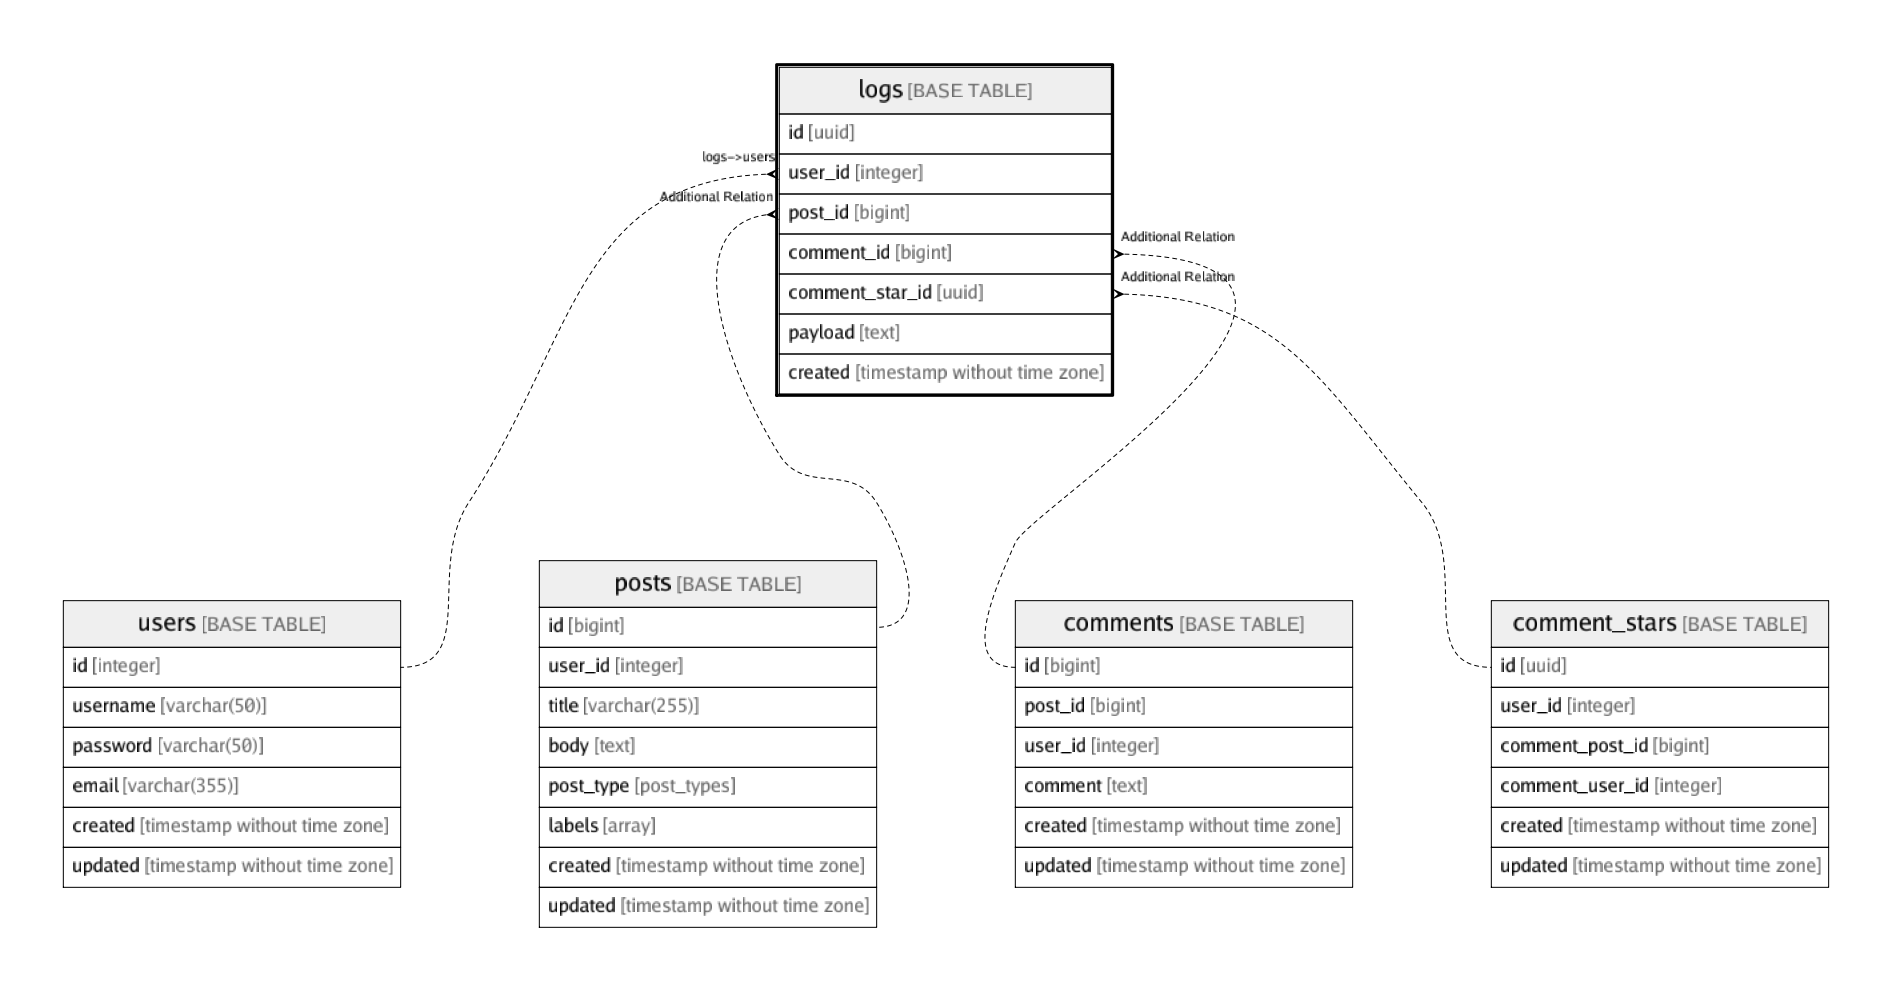 logs [BASE TABLE]
id [uuid]
logs->users
user_id [integer]
Additional Relation
post_id [bigint]
Additional Relation
comment_id [bigint]
Additional Relation
comment_star_id [uuid]
payload [text]
created [timestamp without time zone]
users [BASE TABLE]
id [integer]
username [varchar(50)]
password [varchar(50)]
email [varchar(355)]
created [timestamp without time zone]
updated [timestamp without time zone]
posts [BASE TABLE]
id [bigint]
user_id [integer]
title [varchar(255)]
body [text]
post_type [post_types]
labels [array]
created [timestamp without time zone]
updated [timestamp without time zone]
comments [BASE TABLE]
id [bigint]
post_id [bigint]
user_id [integer]
comment [text]
created [timestamp without time zone]
updated [timestamp without time zone]
comment_stars [BASE TABLE]
id [uuid]
user_id [integer]
comment_post_id [bigint]
comment_user_id [integer]
created [timestamp without time zone]
updated [timestamp without time zone]